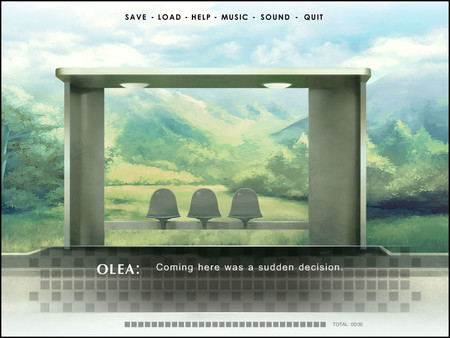 SAVE - LOAD - HELP - MUSIC - SOUND - QUIT
OLEA: Coming here was a sudden decision.
TOTAL: 00:00